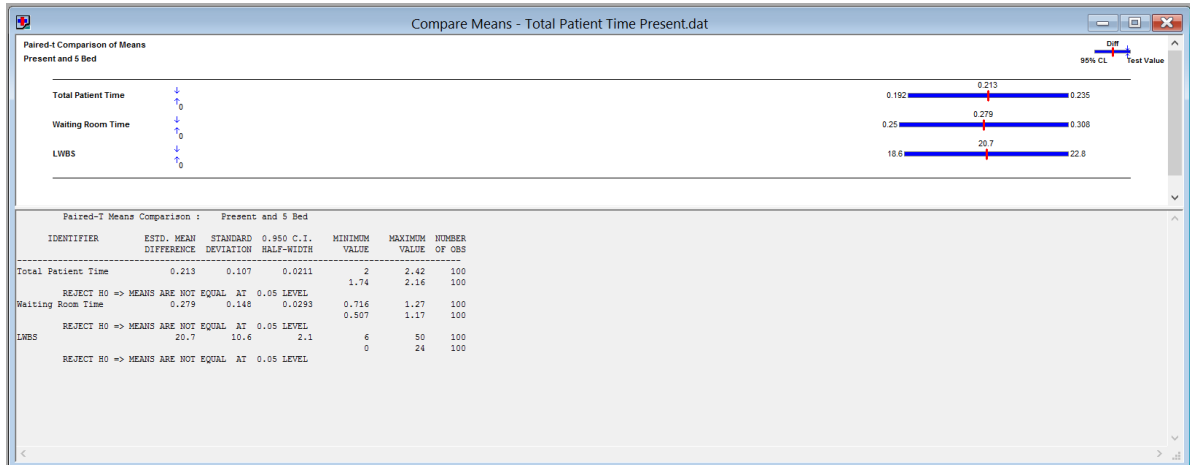 Compare Means - Total Patient Time Present.dat
Paired-t Comparison of Means
Present and 5 Bed
Diff
95% CL Test Value
Total Patient Time 0 0.192 0.213 0.235
Waiting Room Time 0 0.25 0.279 0.308
LWBS 0 18.6 20.7 22.8
Paired-T Means Comparison : Present and 5 Bed
IDENTIFIER ESTD. MEAN STANDARD 0.950 C.I. MINIMUM MAXIMUM NUMBER
DIFFERENCE DEVIATION HALF-WIDTH VALUE VALUE OF OBS
Total Patient Time 0.213 0.107 0.0211 2 2.42 100
1.74 2.16 100
REJECT H0 => MEANS ARE NOT EQUAL AT 0.05 LEVEL
Waiting Room Time 0.279 0.148 0.0293 0.716 1.27 100
0.507 1.17 100
REJECT H0 => MEANS ARE NOT EQUAL AT 0.05 LEVEL
LWBS 20.7 10.6 2.1 6 50 100
0 24 100
REJECT H0 => MEANS ARE NOT EQUAL AT 0.05 LEVEL